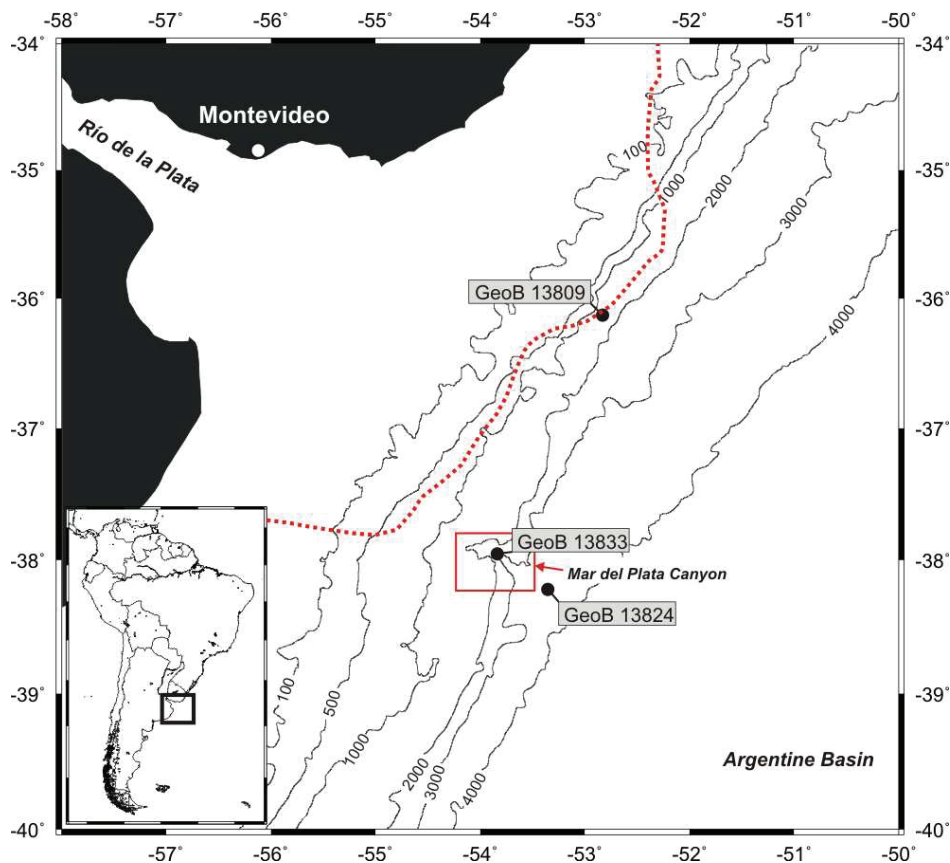 -58° -57° -56° -55° -54° -53° -52° -51° -50°
-34° -34°
Montevideo
Río de la Plata
100
1000
2000
3000
-35° -35°
4000
GeoB 13809
-36° -36°
-37° -37°
GeoB 13833
-38° -38°
Mar del Plata Canyon
GeoB 13824
100
500
1000
2000
3000
4000
-39° -39°
Argentine Basin
-40° -40°
-58° -57° -56° -55° -54° -53° -52° -51° -50°